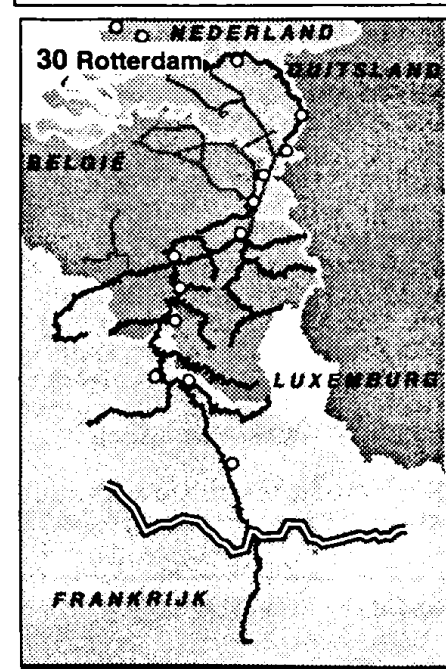 NEDERLAND
30 Rotterdam
DUITSLAND
BELGIË
LUXEMBURG
FRANKRIJK